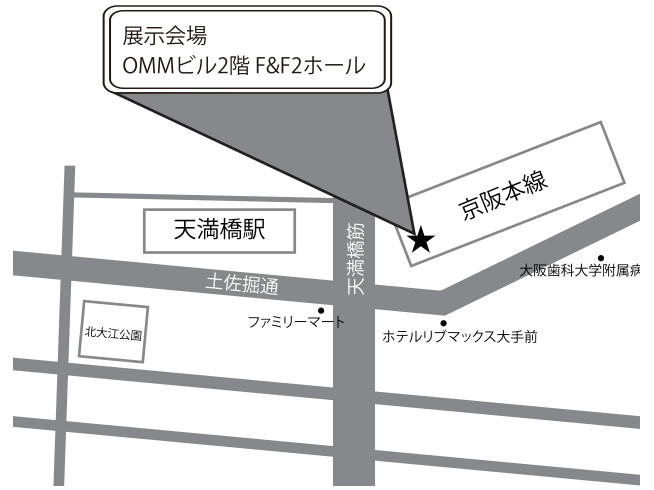 展示会場
OMMビル2階 F&F2ホール
京阪本線
天満橋駅
天満橋筋
土佐堀通
大阪歯科大学附属病
ファミリーマート
北大江公園
ホテルリブマックス大手前